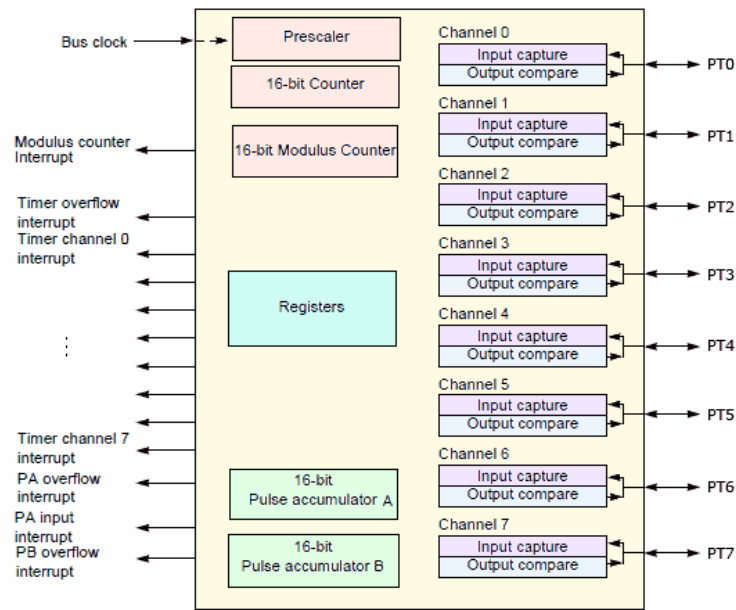 Bus clock
Modulus counter
Interrupt
Timer overflow
interrupt
Timer channel 0
interrupt
Timer channel 7
interrupt
PA overflow
interrupt
PA input
interrupt
PB overflow
interrupt
Prescaler
16-bit Counter
16-bit Modulus Counter
Registers
16-bit
Pulse accumulator A
16-bit
Pulse accumulator B
Channel 0
Input capture
Output compare
PT0
Channel 1
Input capture
Output compare
PT1
Channel 2
Input capture
Output compare
PT2
Channel 3
Input capture
Output compare
PT3
Channel 4
Input capture
Output compare
PT4
Channel 5
Input capture
Output compare
PT5
Channel 6
Input capture
Output compare
PT6
Channel 7
Input capture
Output compare
PT7